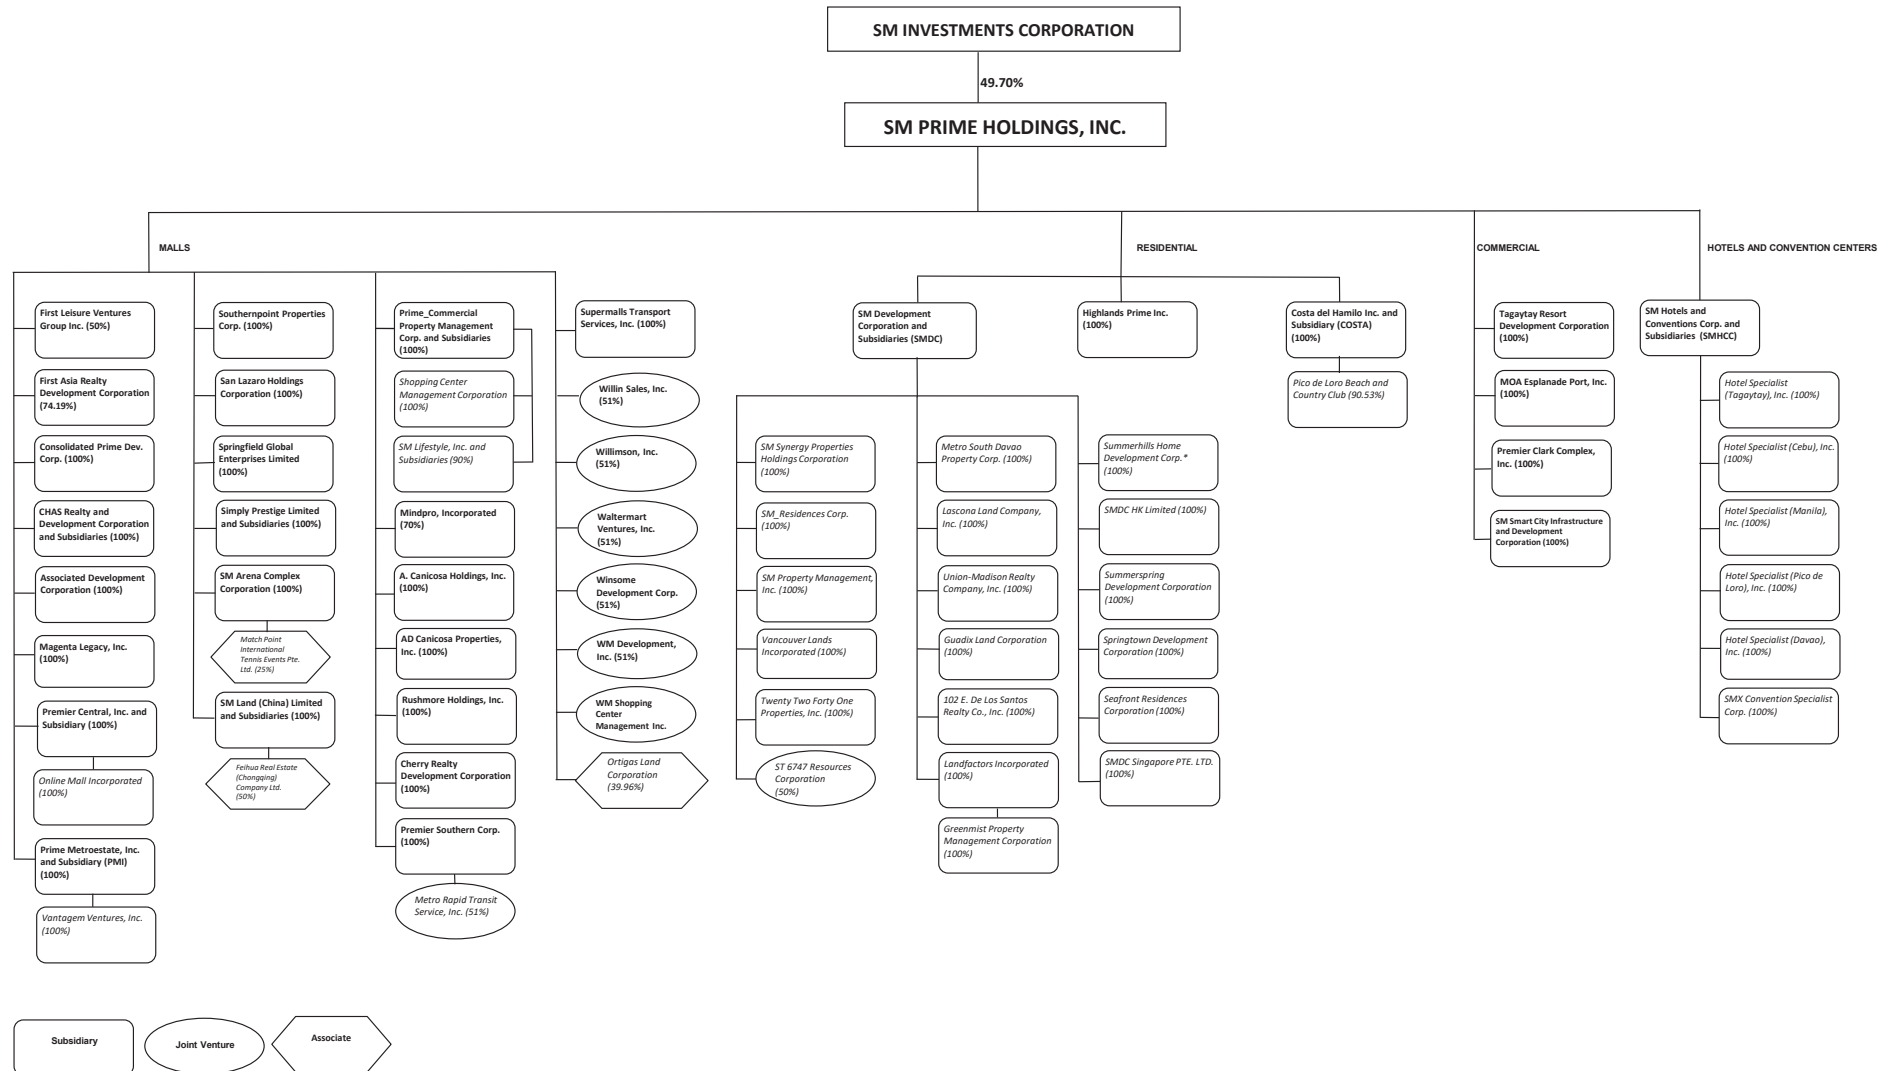 SM INVESTMENTS CORPORATION
49.70%
SM PRIME HOLDINGS, INC.
MALLS
RESIDENTIAL
COMMERCIAL
HOTELS AND CONVENTION CENTERS
First Leisure Ventures
Group Inc. (50%)
First Asia Realty
Development Corporation
(74.19%)
Consolidated Prime Dev.
Corp. (100%)
CHAS Realty and
Development Corporation
and Subsidiaries (100%)
Associated Development
Corporation (100%)
Magenta Legacy, Inc.
(100%)
Premier Central, Inc. and
Subsidiary (100%)
Online Mall Incorporated
(100%)
Prime Metroestate, Inc.
and Subsidiary (PMI)
(100%)
Vantagem Ventures, Inc.
(100%)
Southernpoint Properties
Corp. (100%)
San Lazaro Holdings
Corporation (100%)
Springfield Global
Enterprises Limited
(100%)
Simply Prestige Limited
and Subsidiaries (100%)
SM Arena Complex
Corporation (100%)
Match Point
International
Tennis Events Pte.
Ltd. (25%)
SM Land (China) Limited
and Subsidiaries (100%)
Feihua Real Estate
(Chongqing)
Company Ltd.
(50%)
Prime_Commercial
Property Management
Corp. and Subsidiaries
(100%)
Shopping Center
Management Corporation
(100%)
SM Lifestyle, Inc. and
Subsidiaries (90%)
Mindpro, Incorporated
(70%)
A. Canicosa Holdings, Inc.
(100%)
AD Canicosa Properties,
Inc. (100%)
Rushmore Holdings, Inc.
(100%)
Cherry Realty
Development Corporation
(100%)
Premier Southern Corp.
(100%)
Metro Rapid Transit
Service, Inc. (51%)
Supermalls Transport
Services, Inc. (100%)
Willin Sales, Inc.
(51%)
Willimson, Inc.
(51%)
Waltermart
Ventures, Inc.
(51%)
Winsome
Development Corp.
(51%)
WM Development,
Inc. (51%)
WM Shopping
Center
Management Inc.
Ortigas Land
Corporation
(39.96%)
SM Development
Corporation and
Subsidiaries (SMDC)
SM Synergy Properties
Holdings Corporation
(100%)
SM_Residences Corp.
(100%)
SM Property Management,
Inc. (100%)
Vancouver Lands
Incorporated (100%)
Twenty Two Forty One
Properties, Inc. (100%)
ST 6747 Resources
Corporation
(50%)
Metro South Davao
Property Corp. (100%)
Lascona Land Company,
Inc. (100%)
Union-Madison Realty
Company, Inc. (100%)
Guadix Land Corporation
(100%)
102 E. De Los Santos
Realty Co., Inc. (100%)
Landfactors Incorporated
(100%)
Greenmist Property
Management Corporation
(100%)
Summerhills Home
Development Corp.*
(100%)
SMDC HK Limited (100%)
Summerspring
Development Corporation
(100%)
Springtown Development
Corporation (100%)
Seafront Residences
Corporation (100%)
SMDC Singapore PTE. LTD.
(100%)
Highlands Prime Inc.
(100%)
Costa del Hamilo Inc. and
Subsidiary (COSTA)
(100%)
Pico de Loro Beach and
Country Club (90.53%)
Tagaytay Resort
Development Corporation
(100%)
MOA Esplanade Port, Inc.
(100%)
Premier Clark Complex,
Inc. (100%)
SM Smart City Infrastructure
and Development
Corporation (100%)
SM Hotels and
Conventions Corp. and
Subsidiaries (SMHCC)
Hotel Specialist
(Tagaytay), Inc. (100%)
Hotel Specialist (Cebu), Inc.
(100%)
Hotel Specialist (Manila),
Inc. (100%)
Hotel Specialist (Pico de
Loro), Inc. (100%)
Hotel Specialist (Davao),
Inc. (100%)
SMX Convention Specialist
Corp. (100%)
Subsidiary
Joint Venture
Associate